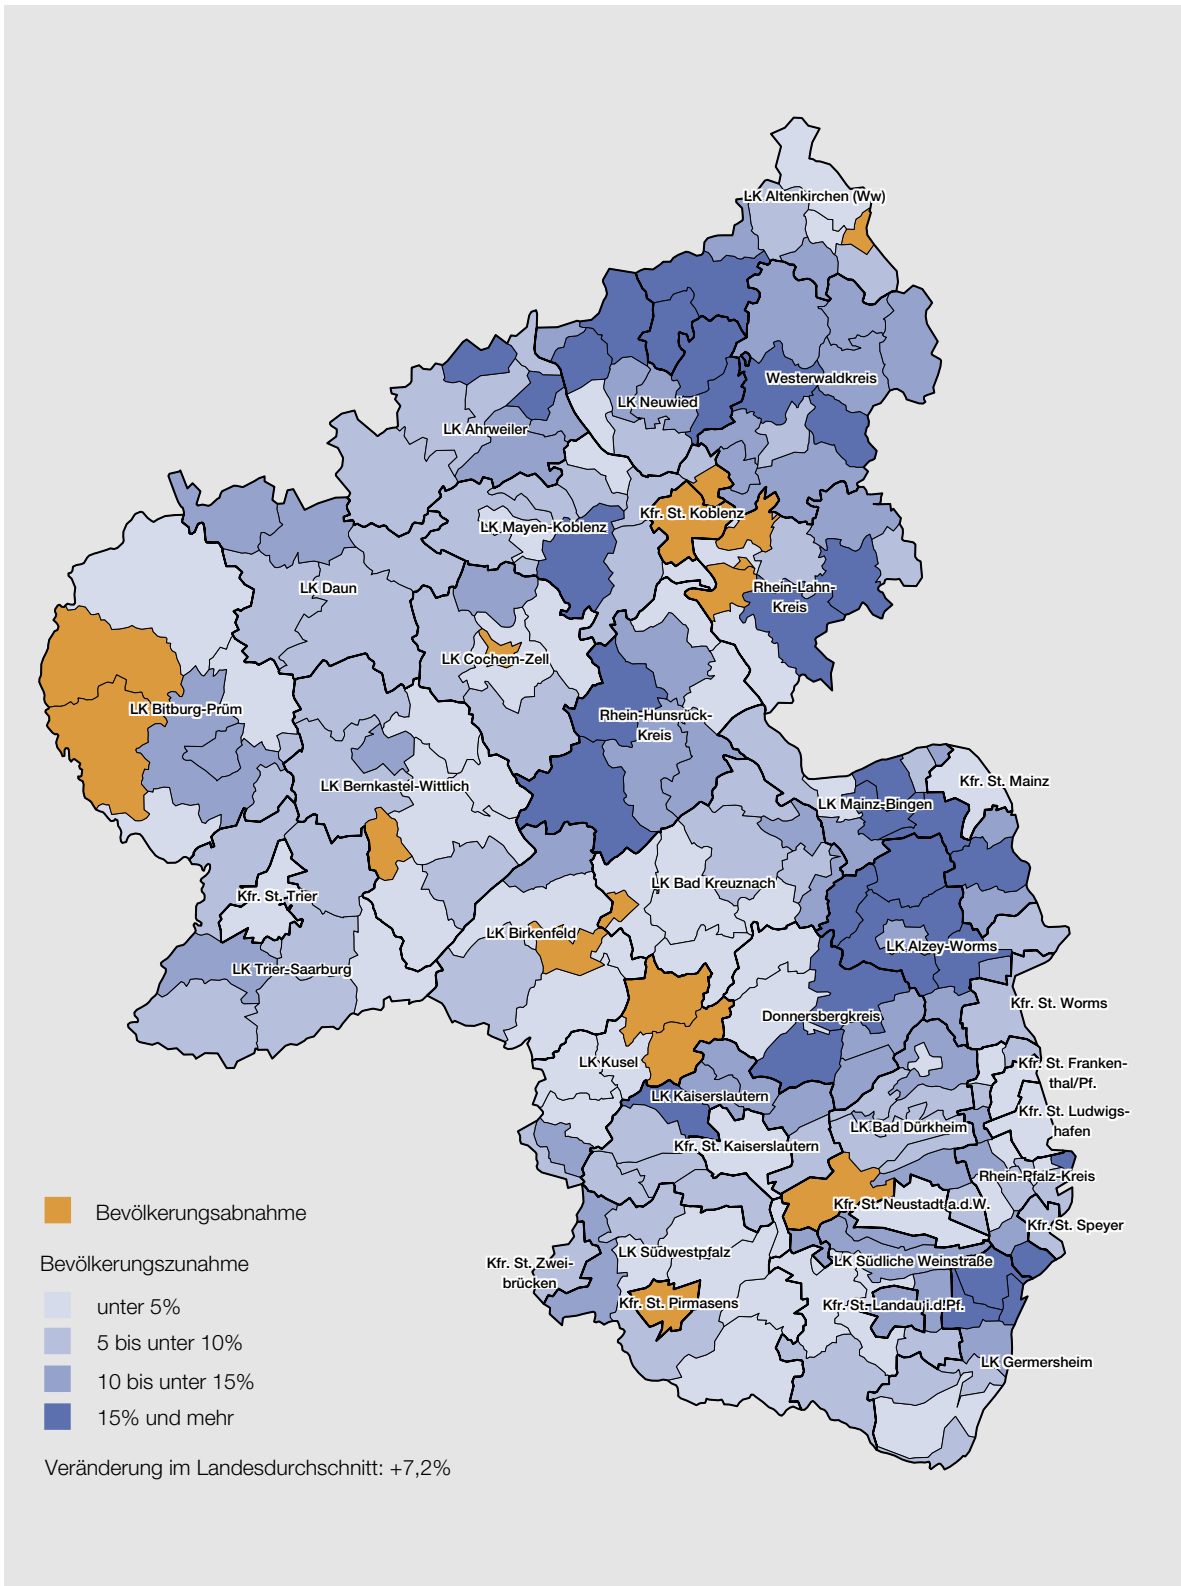 LK Altenkirchen (Ww)
Westerwaldkreis
LK Neuwied
LK Ahrweiler
Kfr. St. Koblenz
LK Mayen-Koblenz
LK Daun
Rhein-Lahn-
Kreis
LK Cochem-Zell
LK Bitburg-Prüm
Rhein-Hunsrück-
Kreis
Kfr. St. Mainz
LK Bernkastel-Wittlich
LK Mainz-Bingen
LK Bad Kreuznach
Kfr. St. Trier
LK Birkenfeld
LK Alzey-Worms
LK Trier-Saarburg
Kfr. St. Worms
Donnersbergkreis
LK Kusel
Kfr. St. Franken-
thal/Pf.
LK Kaiserslautern
Kfr. St. Ludwigs-
hafen
LK Bad Dürkheim
Kfr. St. Kaiserslautern
Rhein-Pfalz-Kreis
Kfr. St. Neustadt a.d.W.
Kfr. St. Speyer
LK Südwestpfalz
LK Südliche Weinstraße
Kfr. St. Zwei-
brücken
Kfr. St. Pirmasens
Kfr. St. Landau i.d.Pf.
LK Germersheim
Bevölkerungsabnahme
Bevölkerungszunahme
unter 5%
5 bis unter 10%
10 bis unter 15%
15% und mehr
Veränderung im Landesdurchschnitt: +7,2%